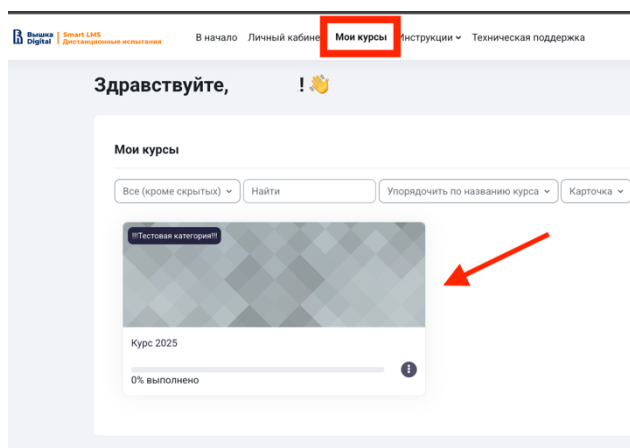 Вышка Digital | Smart LMS Дистанционные испытания
В начало Личный кабине Мои курсы Инструкции Техническая поддержка
Здравствуйте, ! 👋
Мои курсы
Все (кроме скрытых) Найти Упорядочить по названию курса Карточка
!!!Тестовая категория!!!
Курс 2025
0% выполнено